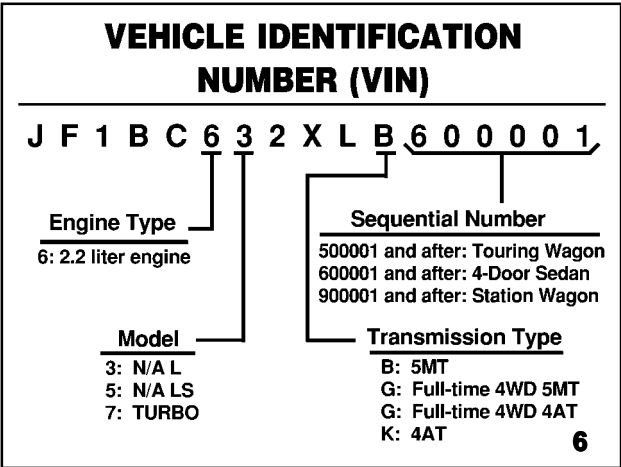 VEHICLE IDENTIFICATION
NUMBER (VIN)
J F 1 B C 6 3 2 X L B 6 0 0 0 0 1
Engine Type
6: 2.2 liter engine
Sequential Number
500001 and after: Touring Wagon
600001 and after: 4-Door Sedan
900001 and after: Station Wagon
Model
3: N/A L
5: N/A LS
7: TURBO
Transmission Type
B: 5MT
G: Full-time 4WD 5MT
G: Full-time 4WD 4AT
K: 4AT
6